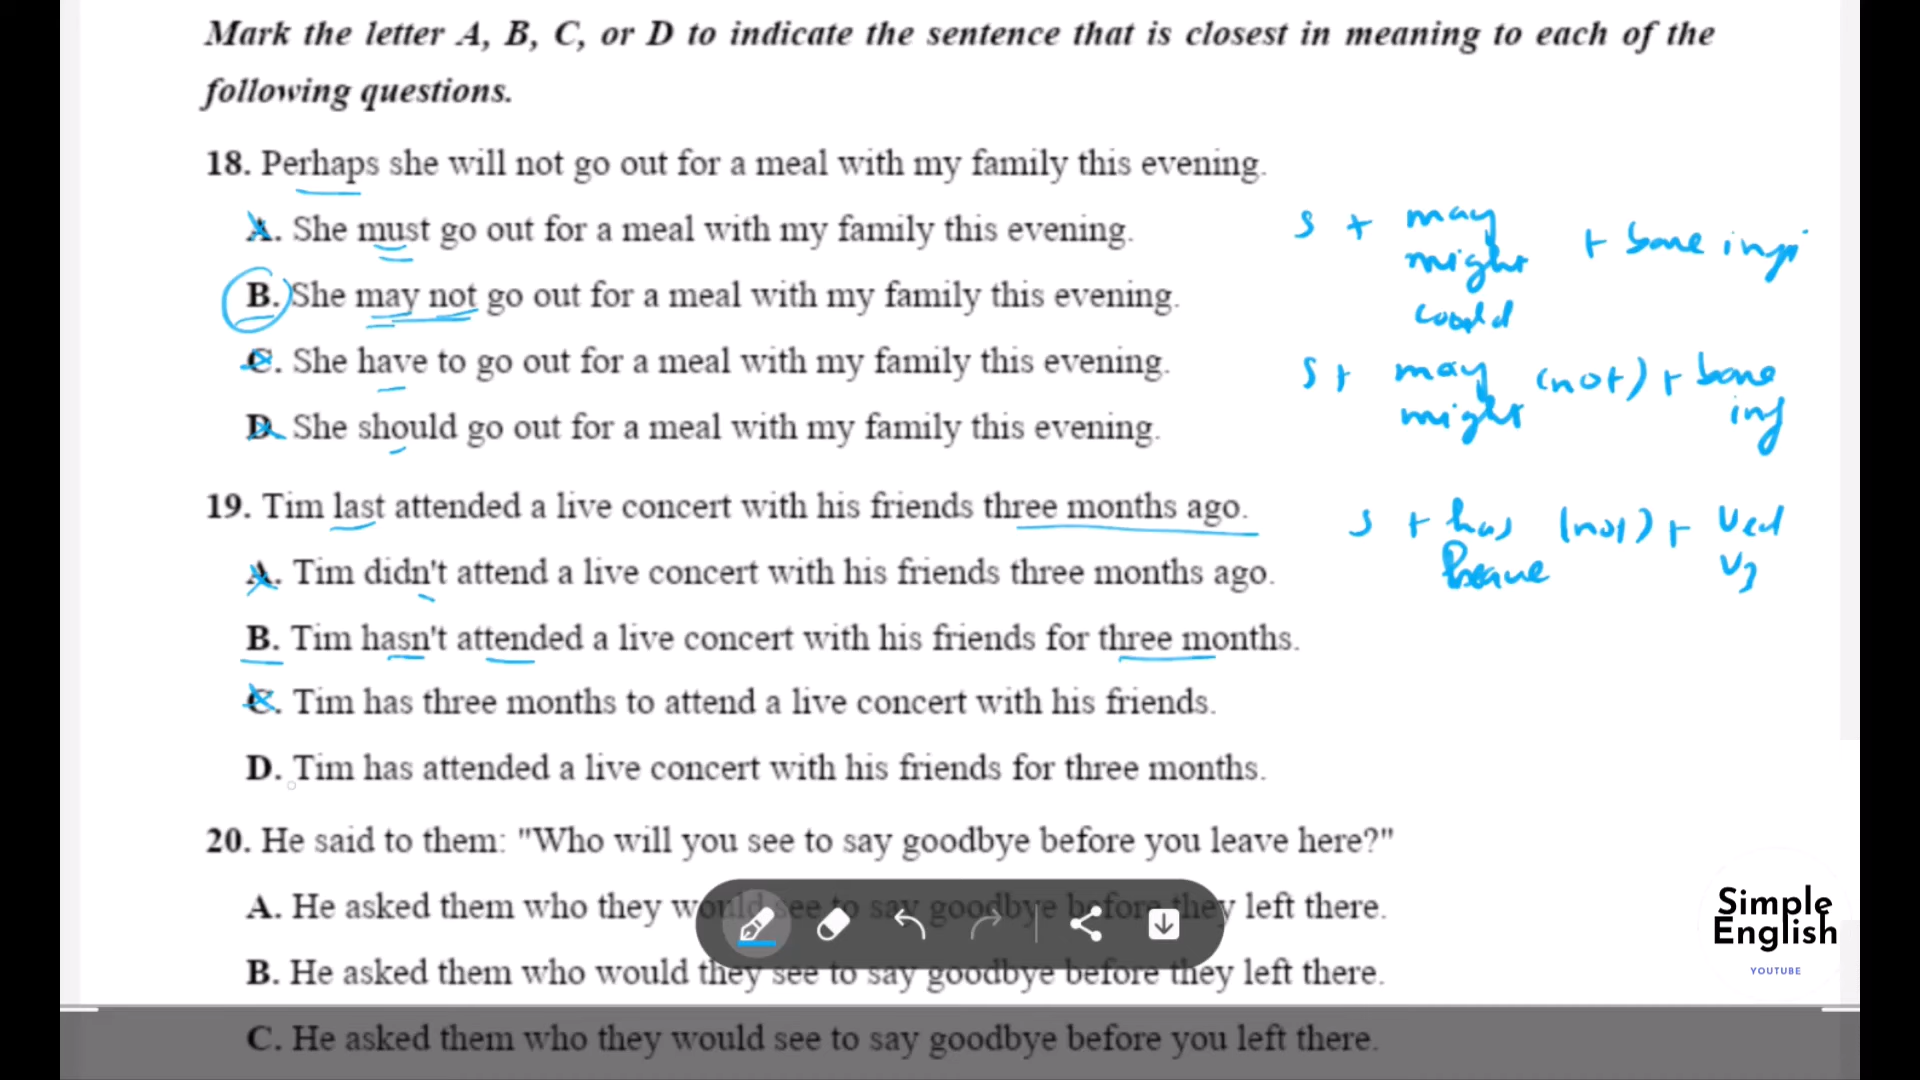 Mark the letter A, B, C, or D to indicate the sentence that is closest in meaning to each of the
following questions.
18. Perhaps she will not go out for a meal with my family this evening.
A. She must go out for a meal with my family this evening.
B. She may not go out for a meal with my family this evening.
C. She have to go out for a meal with my family this evening.
D. She should go out for a meal with my family this evening.
s + may
might
could
+ bare
s + may (not) + bare
might inf
19. Tim last attended a live concert with his friends three months ago.
A. Tim didn't attend a live concert with his friends three months ago.
B. Tim hasn't attended a live concert with his friends for three months.
C. Tim has three months to attend a live concert with his friends.
D. Tim has attended a live concert with his friends for three months.
s + has (not) + Ved
have V3
20. He said to them: "Who will you see to say goodbye before you leave here?"
A. He asked them who they would see to say goodbye before they left there.
B. He asked them who would they see to say goodbye before they left there.
C. He asked them who they would see to say goodbye before you left there.
Simple
English
YOUTUBE